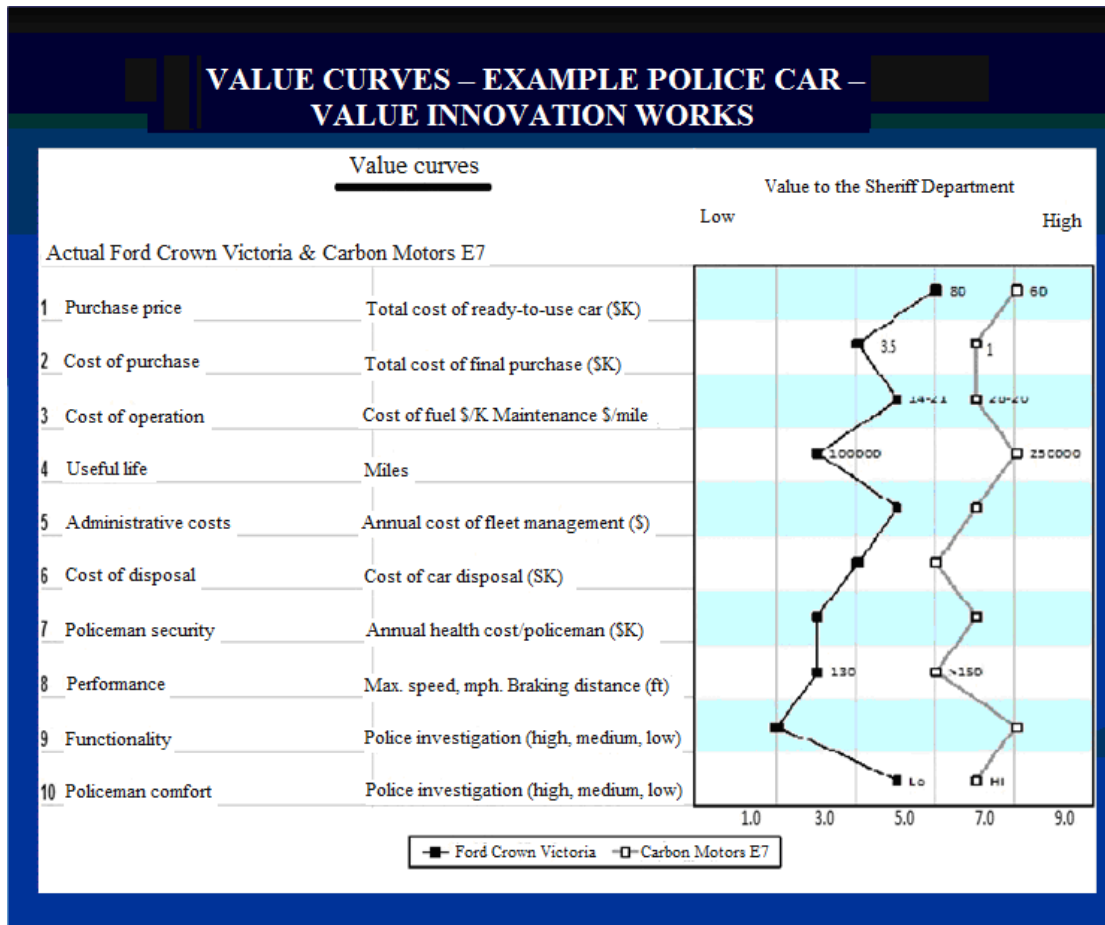 VALUE CURVES – EXAMPLE POLICE CAR –
VALUE INNOVATION WORKS
Value curves
Value to the Sheriff Department
Low High
Actual Ford Crown Victoria & Carbon Motors E7
1 Purchase price Total cost of ready-to-use car ($K) 80 60
2 Cost of purchase Total cost of final purchase ($K) 35 1
3 Cost of operation Cost of fuel $/K Maintenance $/mile 14-21 20-20
4 Useful life Miles 100000 250000
5 Administrative costs Annual cost of fleet management ($)
6 Cost of disposal Cost of car disposal (SK)
7 Policeman security Annual health cost/policeman ($K)
8 Performance Max. speed, mph. Braking distance (ft) 130 >150
9 Functionality Police investigation (high, medium, low)
10 Policeman comfort Police investigation (high, medium, low) Lo Hi
1.0 3.0 5.0 7.0 9.0
Ford Crown Victoria Carbon Motors E7